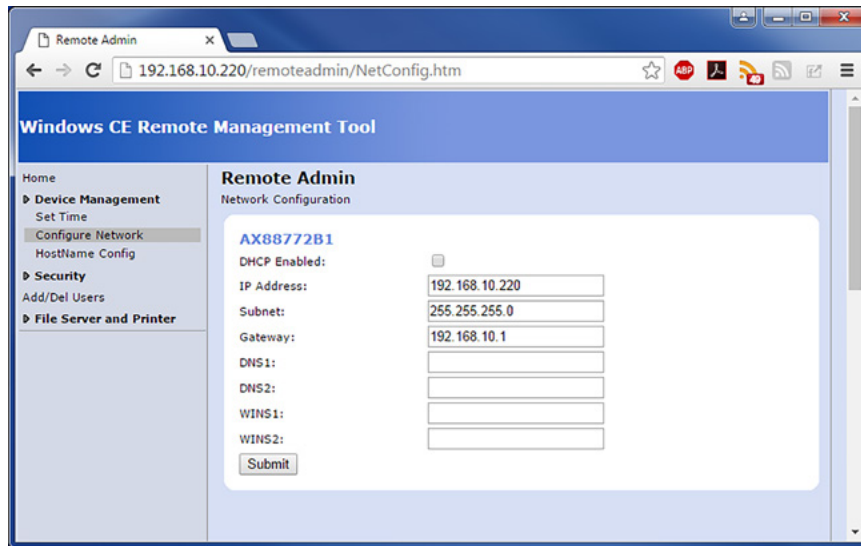 Remote Admin
192.168.10.220/remoteadmin/NetConfig.htm
ABP
Windows CE Remote Management Tool
Home
Device Management
Set Time
Configure Network
HostName Config
Security
Add/Del Users
File Server and Printer
Remote Admin
Network Configuration
AX88772B1
DHCP Enabled:
IP Address: 192.168.10.220
Subnet: 255.255.255.0
Gateway: 192.168.10.1
DNS1:
DNS2:
WINS1:
WINS2:
Submit